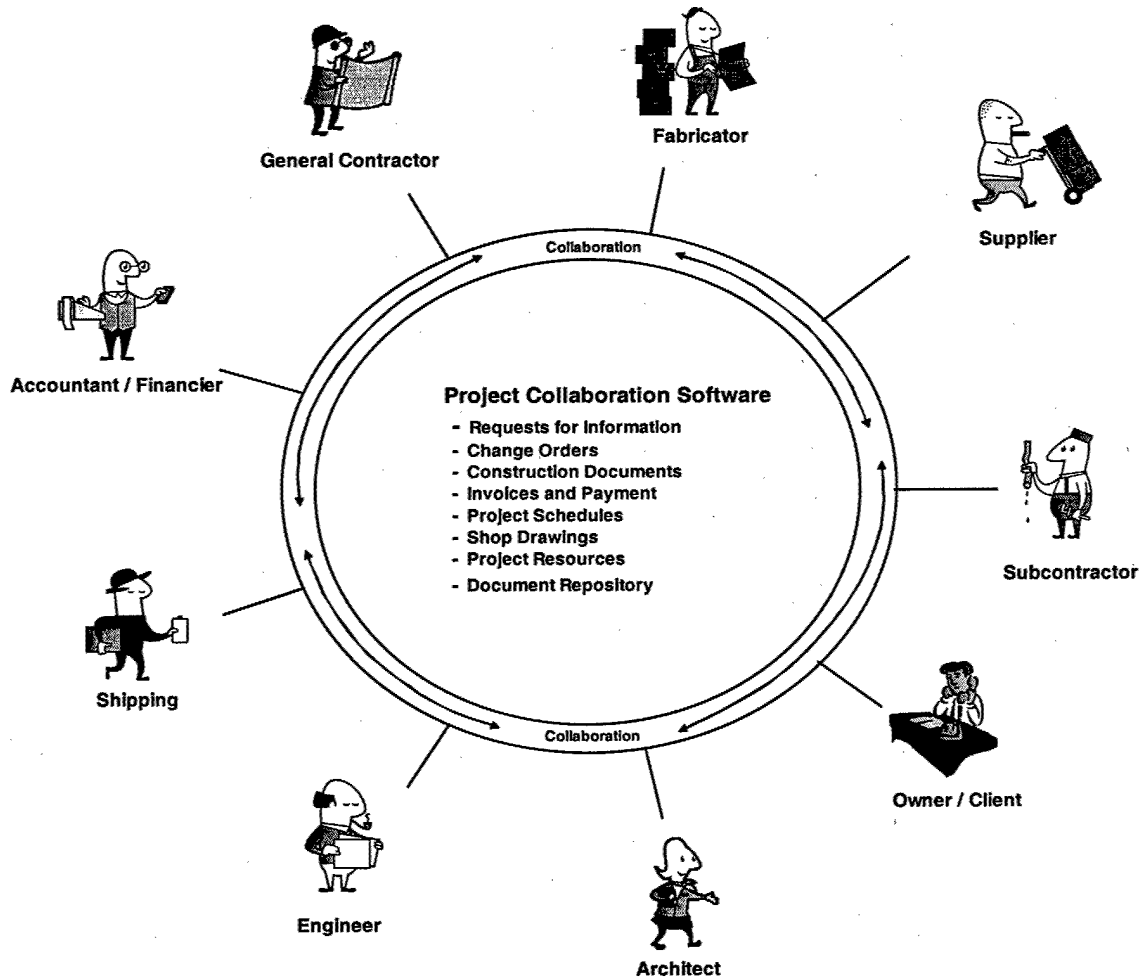 General Contractor
Fabricator
Supplier
Collaboration
Accountant / Financier
Project Collaboration Software
- Requests for Information
- Change Orders
- Construction Documents
- Invoices and Payment
- Project Schedules
- Shop Drawings
- Project Resources
- Document Repository
Subcontractor
Shipping
Collaboration
Owner / Client
Engineer
Architect